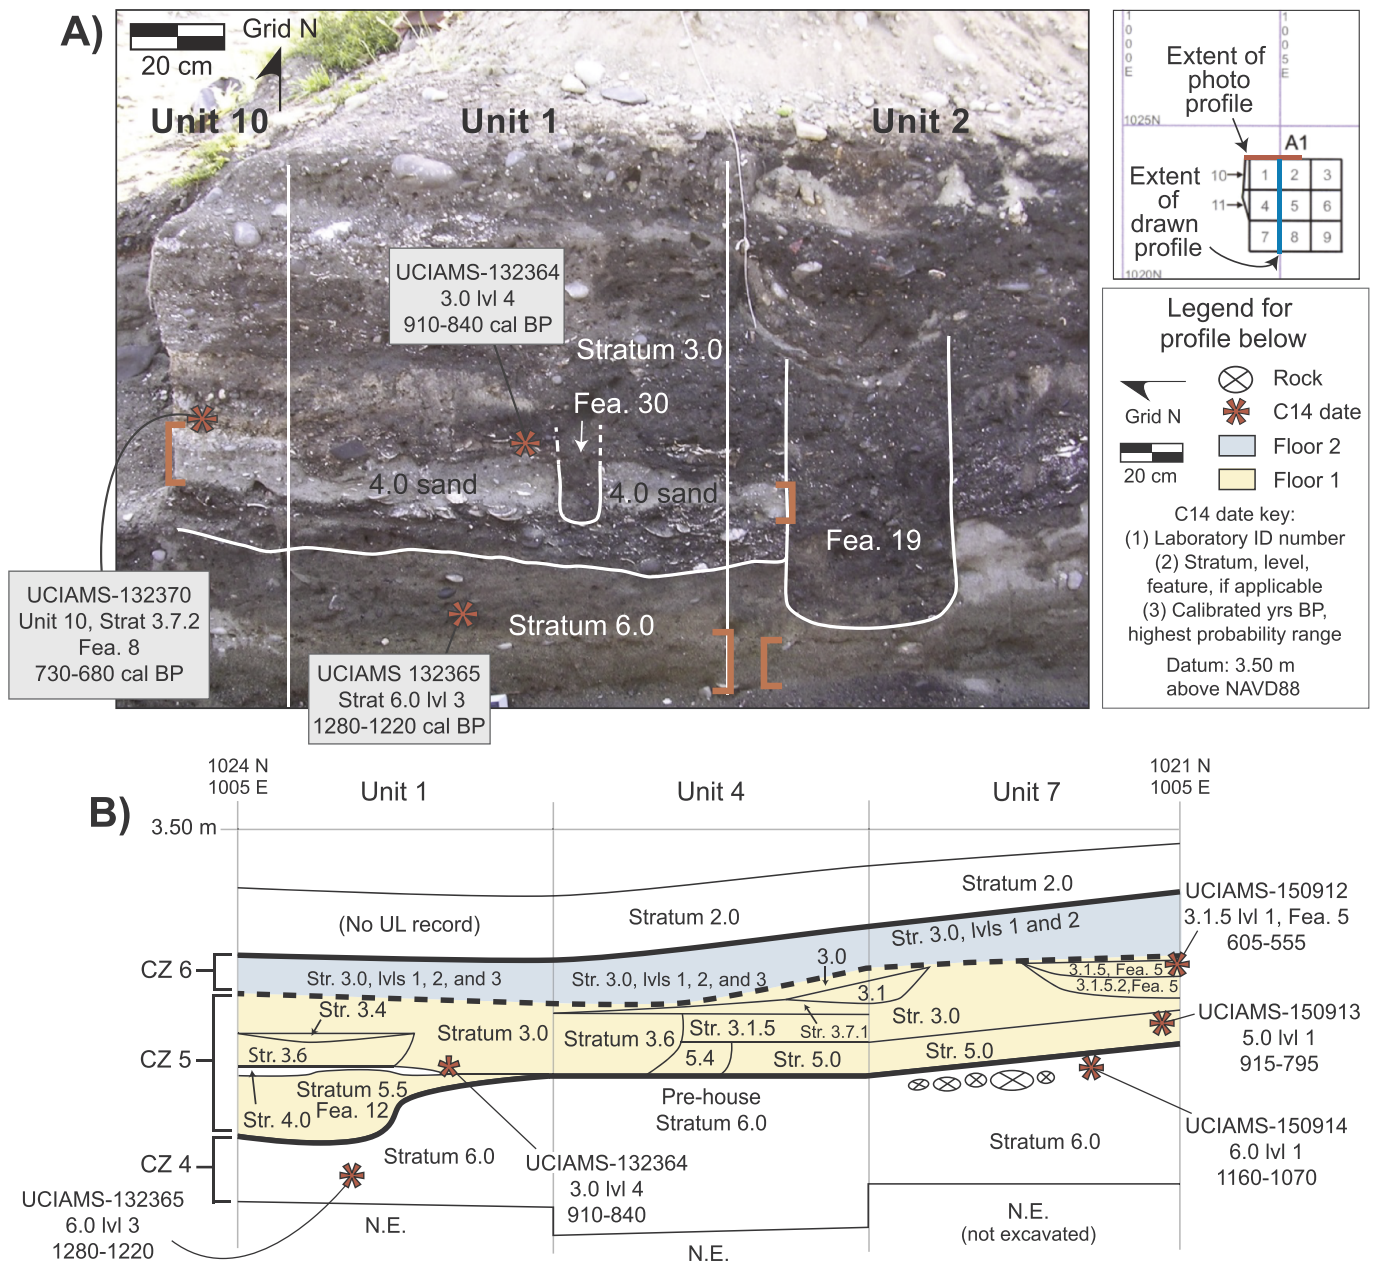 A)
Grid N
20 cm
Unit 10
Unit 1
Unit 2
UCIAMS-132364
3.0 lvl 4
910-840 cal BP
Stratum 3.0
Fea. 30
4.0 sand
4.0 sand
Fea. 19
UCIAMS-132370
Unit 10, Strat 3.7.2
Fea. 8
730-680 cal BP
Stratum 6.0
UCIAMS 132365
Strat 6.0 lvl 3
1280-1220 cal BP
1000E
1005E
Extent of
photo
profile
1025N
A1
10
1
2
3
Extent
of
drawn
profile
11
4
5
6
7
8
9
1020N
Legend for
profile below
Rock
Grid N
C14 date
20 cm
Floor 2
Floor 1
C14 date key:
(1) Laboratory ID number
(2) Stratum, level,
feature, if applicable
(3) Calibrated yrs BP,
highest probability range
Datum: 3.50 m
above NAVD88
B)
1024 N
1005 E
Unit 1
Unit 4
Unit 7
1021 N
1005 E
3.50 m
(No UL record)
Stratum 2.0
Stratum 2.0
UCIAMS-150912
3.1.5 lvl 1, Fea. 5
605-555
CZ 6
Str. 3.0, lvls 1, 2, and 3
Str. 3.0, lvls 1, 2, and 3
3.0
Str. 3.0, lvls 1 and 2
3.1.5, Fea. 5
3.1.5.2,Fea. 5
Str. 3.4
Stratum 3.0
Stratum 3.6
Str. 3.1.5
3.1
Str. 3.7.1
Str. 3.0
UCIAMS-150913
5.0 lvl 1
915-795
CZ 5
Str. 3.6
5.4
Str. 5.0
Str. 5.0
Stratum 5.5
Fea. 12
Str. 4.0
Pre-house
Stratum 6.0
UCIAMS-150914
6.0 lvl 1
1160-1070
CZ 4
Stratum 6.0
Stratum 6.0
UCIAMS-132364
3.0 lvl 4
910-840
UCIAMS-132365
6.0 lvl 3
1280-1220
N.E.
N.E.
N.E.
(not excavated)